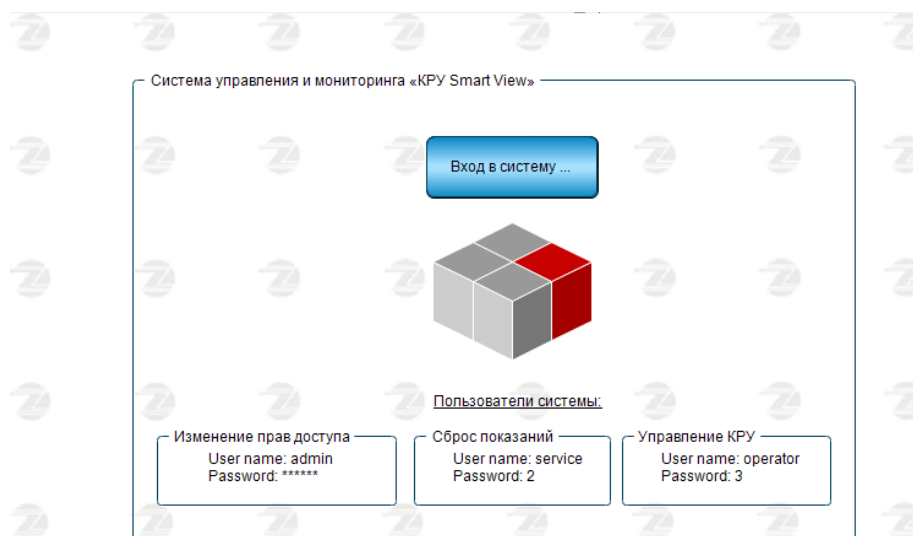 Система управления и мониторинга «КРУ Smart View»
Вход в систему ...
Пользователи системы:
Изменение прав доступа
User name: admin
Password: ******
Сброс показаний
User name: service
Password: 2
Управление КРУ
User name: operator
Password: 3